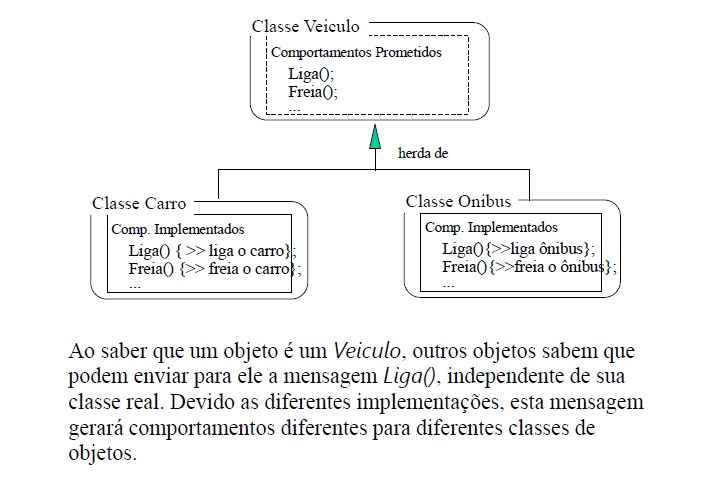 Classe Veiculo
Comportamentos Prometidos
Liga();
Freia();
...
herda de
Classe Carro
Comp. Implementados
Liga() { >> liga o carro};
Freia() {>> freia o carro};
...
Classe Onibus
Comp. Implementados
Liga(){>>liga ônibus};
Freia(){>>freia o ônibus};
...
Ao saber que um objeto é um Veiculo, outros objetos sabem que
podem enviar para ele a mensagem Liga(), independente de sua
classe real. Devido as diferentes implementações, esta mensagem
gerará comportamentos diferentes para diferentes classes de
objetos.